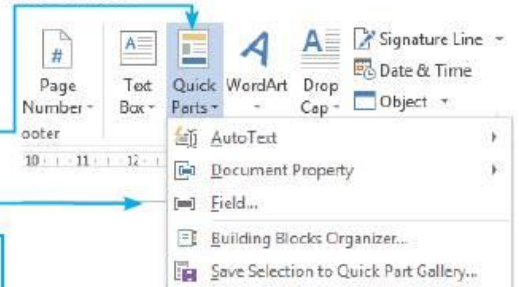 # A A A Signature Line
Date & Time
Page Text Quick WordArt Drop
Number Box Parts Cap Object
ooter
10 11 12
AutoText
Document Property
Field...
Building Blocks Organizer...
Save Selection to Quick Part Gallery...